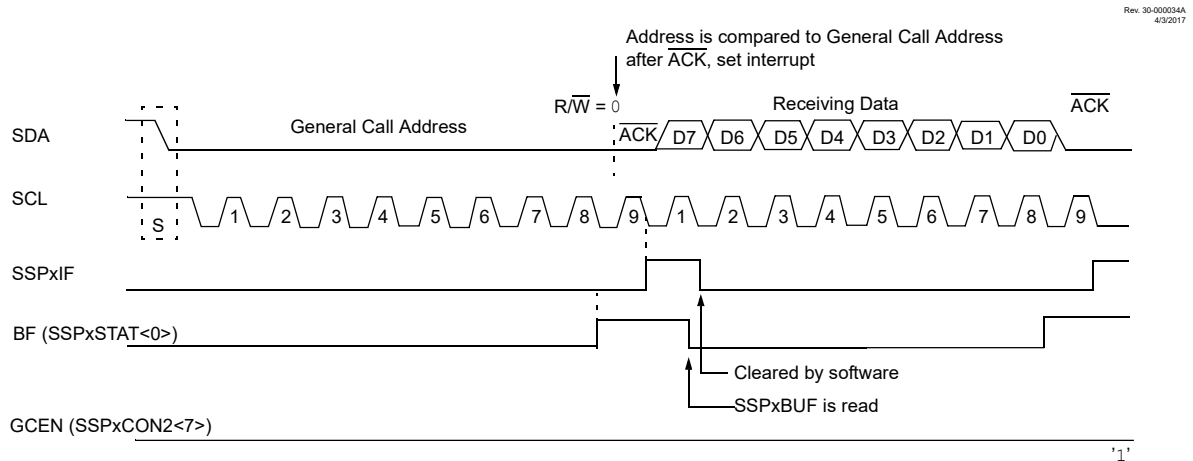 Rev. 30-000034A
4/3/2017
Address is compared to General Call Address
after ACK, set interrupt
R/W = 0
Receiving Data
ACK
SDA
General Call Address
ACK D7 D6 D5 D4 D3 D2 D1 D0
SCL
S
1 2 3 4 5 6 7 8 9 1 2 3 4 5 6 7 8 9
SSPxIF
BF (SSPxSTAT<0>)
Cleared by software
SSPxBUF is read
GCEN (SSPxCON2<7>)
'1'